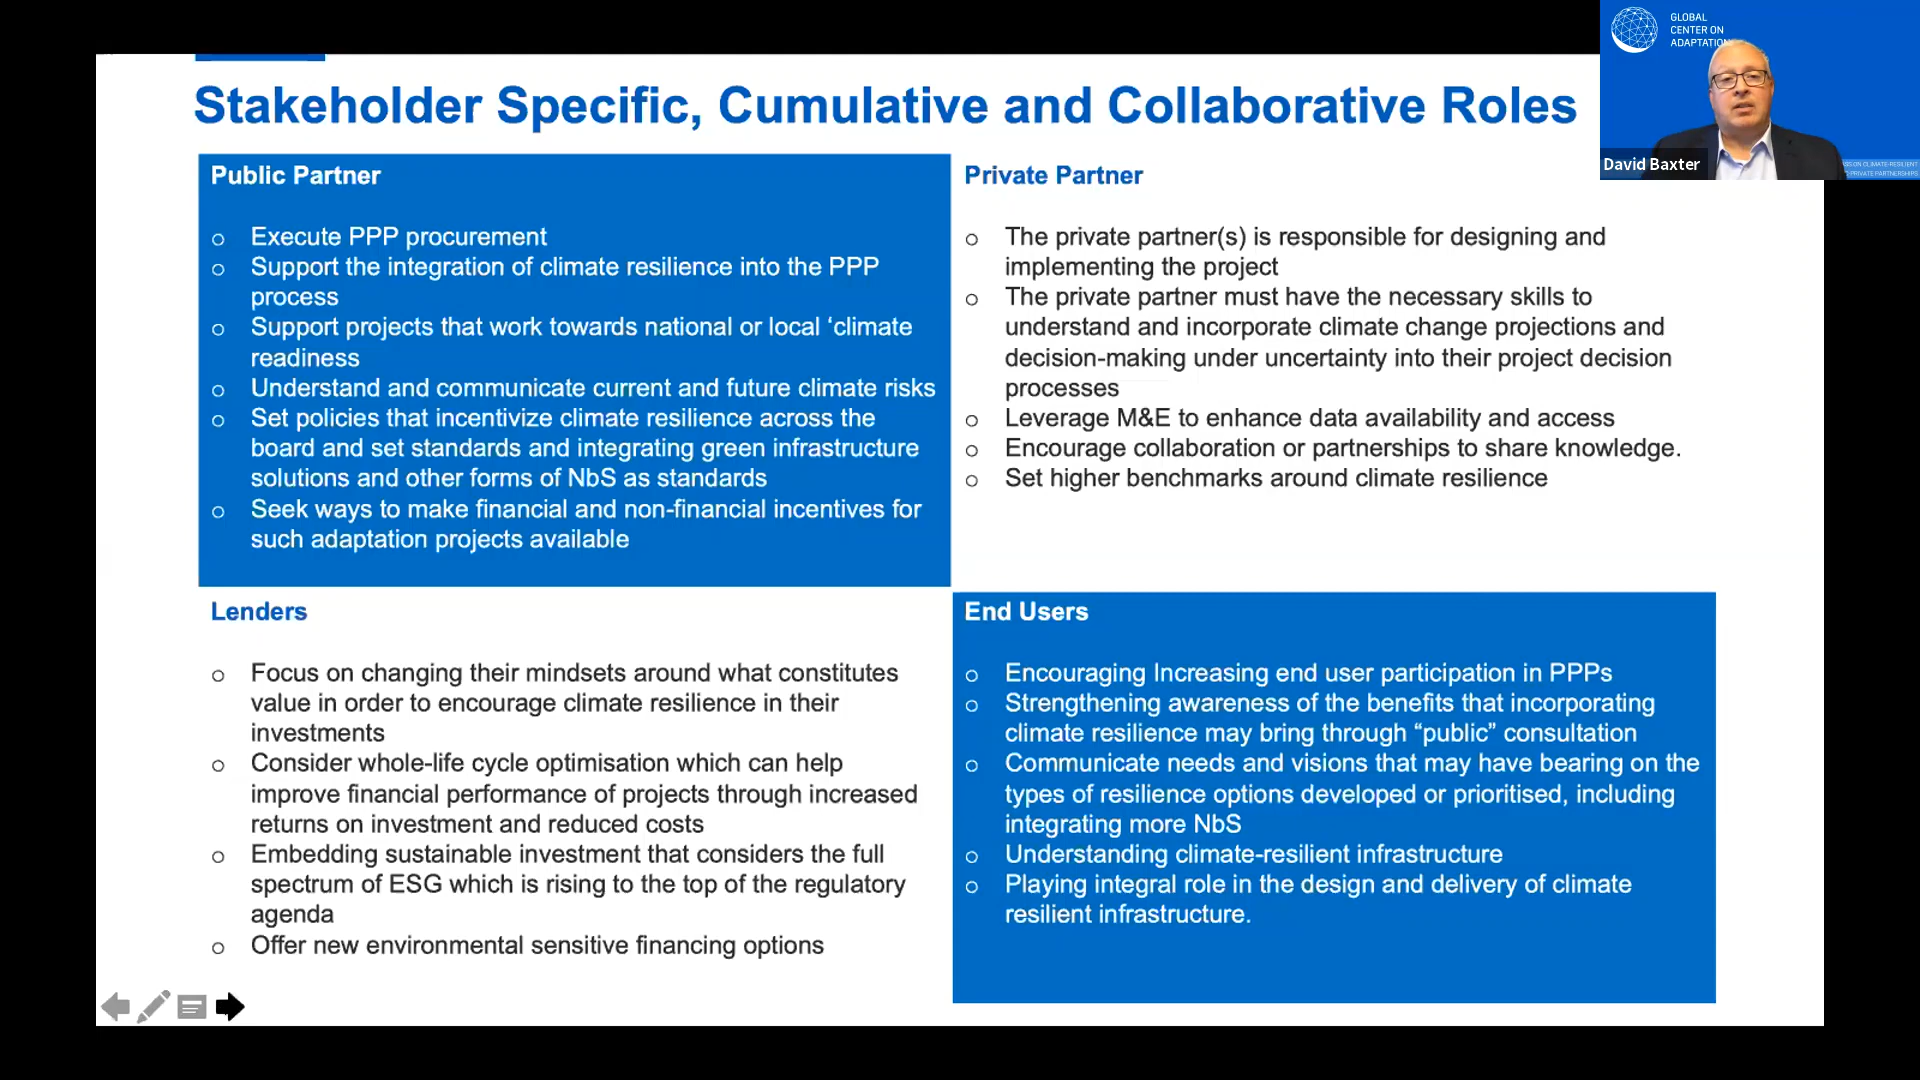 GLOBAL
CENTER ON
ADAPTATION
David Baxter
Stakeholder Specific, Cumulative and Collaborative Roles
Public Partner
Execute PPP procurement
Support the integration of climate resilience into the PPP
process
Support projects that work towards national or local ‘climate
readiness
Understand and communicate current and future climate risks
Set policies that incentivize climate resilience across the
board and set standards and integrating green infrastructure
solutions and other forms of NbS as standards
Seek ways to make financial and non-financial incentives for
such adaptation projects available
Private Partner
The private partner(s) is responsible for designing and
implementing the project
The private partner must have the necessary skills to
understand and incorporate climate change projections and
decision-making under uncertainty into their project decision
processes
Leverage M&E to enhance data availability and access
Encourage collaboration or partnerships to share knowledge.
Set higher benchmarks around climate resilience
Lenders
Focus on changing their mindsets around what constitutes
value in order to encourage climate resilience in their
investments
Consider whole-life cycle optimisation which can help
improve financial performance of projects through increased
returns on investment and reduced costs
Embedding sustainable investment that considers the full
spectrum of ESG which is rising to the top of the regulatory
agenda
Offer new environmental sensitive financing options
End Users
Encouraging Increasing end user participation in PPPs
Strengthening awareness of the benefits that incorporating
climate resilience may bring through “public” consultation
Communicate needs and visions that may have bearing on the
types of resilience options developed or prioritised, including
integrating more NbS
Understanding climate-resilient infrastructure
Playing integral role in the design and delivery of climate
resilient infrastructure.
ON CLIMATE-RESILIENT
PRIVATE PARTNERSHIPS